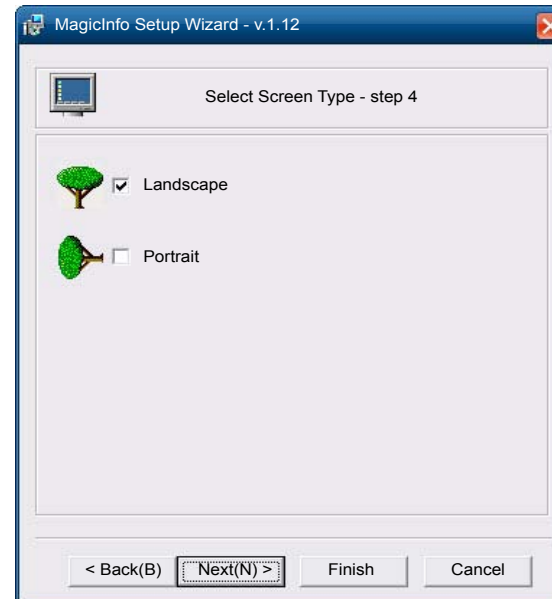 MagicInfo Setup Wizard - v.1.12
Select Screen Type - step 4
Landscape
Portrait
< Back(B) Next(N) > Finish Cancel